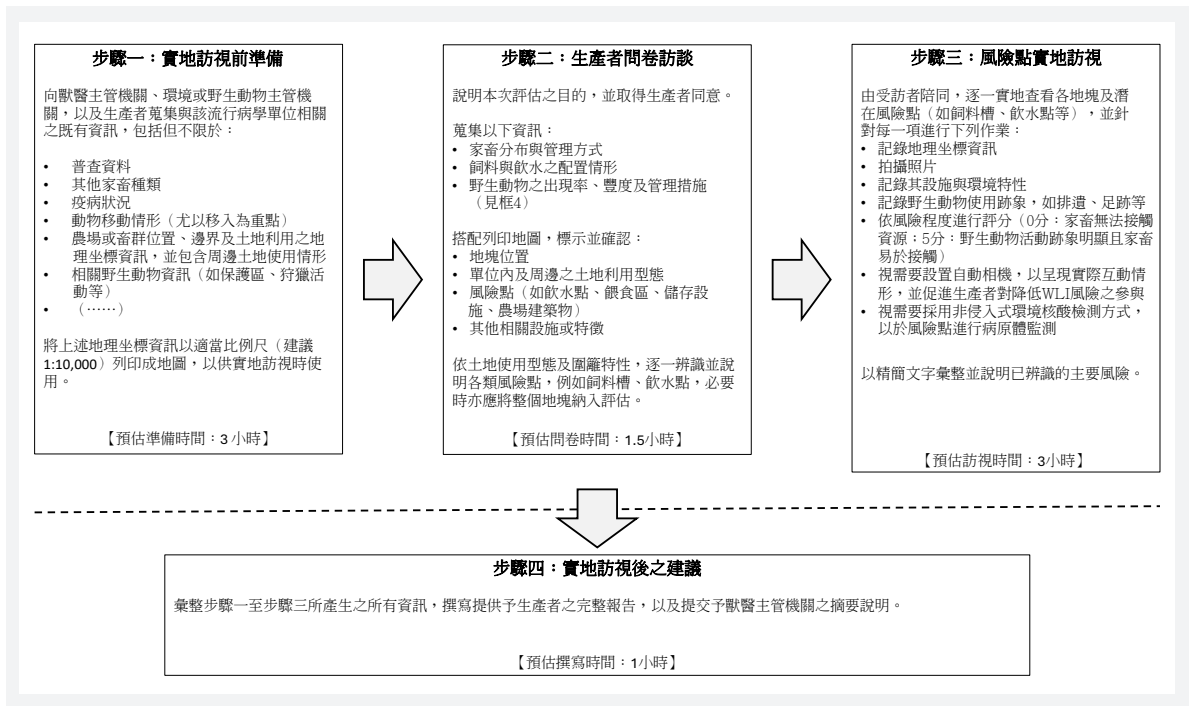 步驟一：實地訪視前準備
向獸醫主管機關、環境或野生動物主管機
關，以及生產者蒐集與該流行病學單位相關
之既有資訊，包括但不限於：
• 普查資料
• 其他家畜種類
• 疫病狀況
• 動物移動情形（尤以移入為重點）
• 農場或畜群位置、邊界及土地利用之地
理坐標資訊，並包含周邊土地使用情形
• 相關野生動物資訊（如保護區、狩獵活
動等）
• （……）
將上述地理坐標資訊以適當比例尺（建議
1:10,000）列印成地圖，以供實地訪視時使
用。
【預估準備時間：3 小時】
步驟二：生產者問卷訪談
說明本次評估之目的，並取得生產者同意。
蒐集以下資訊：
• 家畜分布與管理方式
• 飼料與飲水之配置情形
• 野生動物之出現率、豐度及管理措施
（見框4）
搭配列印地圖，標示並確認：
• 地塊位置
• 單位內及周邊之土地利用型態
• 風險點（如飲水點、餵食區、儲存設
施、農場建築物）
• 其他相關設施或特徵
依土地使用型態及圍籬特性，逐一辨識並說
明各類風險點，例如飼料槽、飲水點，必要
時亦應將整個地塊納入評估。
【預估問卷時間：1.5小時】
步驟三：風險點實地訪視
由受訪者陪同，逐一實地查看各地塊及潛
在風險點（如飼料槽、飲水點等），並針
對每一項進行下列作業：
• 記錄地理坐標資訊
• 拍攝照片
• 記錄其設施與環境特性
• 記錄野生動物使用跡象，如排遺、足跡等
• 依風險程度進行評分（0分：家畜無法接觸
資源；5分：野生動物活動跡象明顯且家畜
易於接觸）
• 視需要設置自動相機，以呈現實際互動情
形，並促進生產者對降低WLI風險之參與
• 視需要採用非侵入式環境核酸檢測方式，
以於風險點進行病原體監測
以精簡文字彙整並說明已辨識的主要風險。
【預估訪視時間：3小時】
步驟四：實地訪視後之建議
彙整步驟一至步驟三所產生之所有資訊，撰寫提供予生產者之完整報告，以及提交予獸醫主管機關之摘要說明。
【預估撰寫時間：1小時】